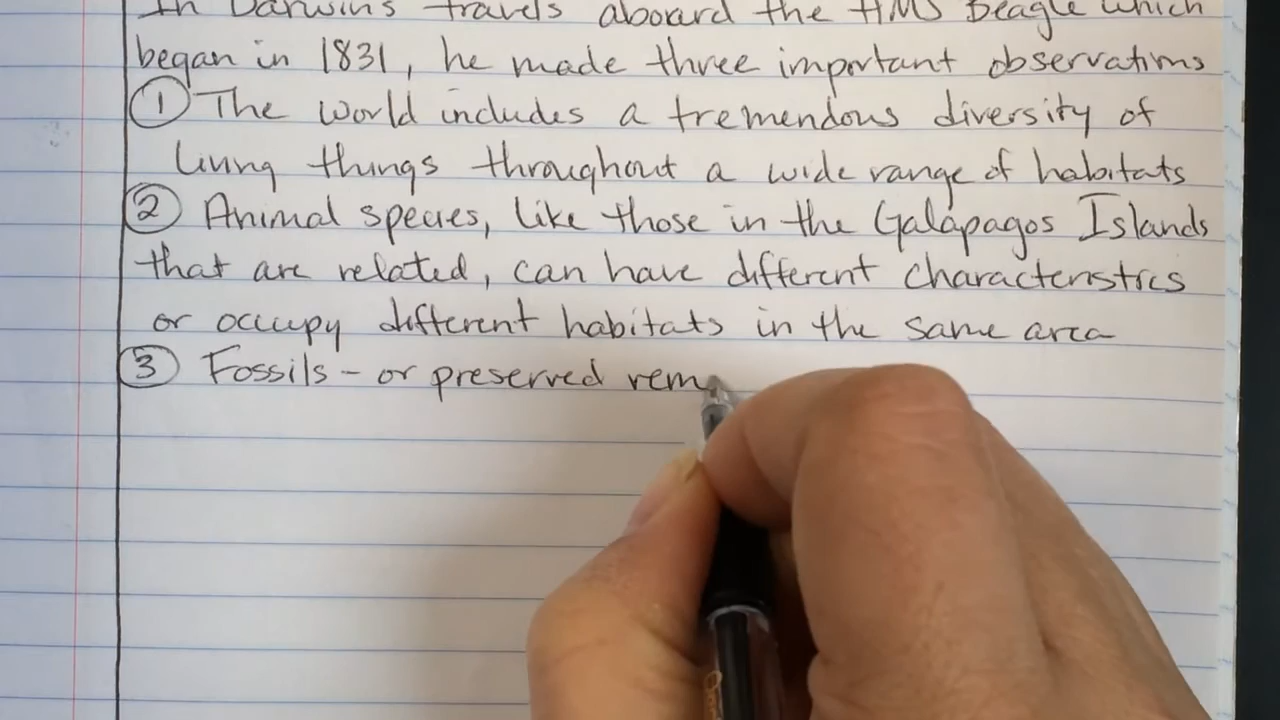 In Darwins travels aboard the HMS Beagle which
began in 1831, he made three important observations
① The world includes a tremendous diversity of
living things throughout a wide range of habitats
② Animal species, like those in the Galápagos Islands
that are related, can have different characteristics
or occupy different habitats in the same area
③ Fossils - or preserved rem